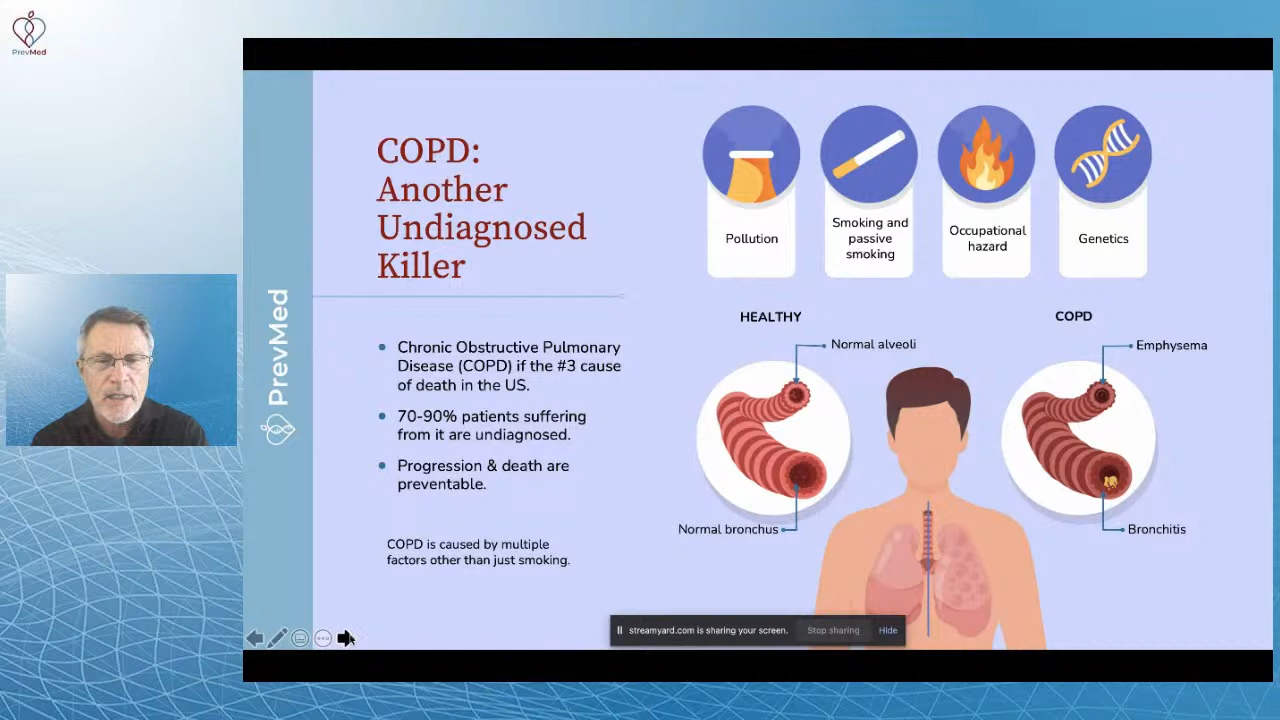 PrevMed
PrevMed
COPD:
Another
Undiagnosed
Killer
Chronic Obstructive Pulmonary
Disease (COPD) if the #3 cause
of death in the US.
70-90% patients suffering
from it are undiagnosed.
Progression & death are
preventable.
COPD is caused by multiple
factors other than just smoking.
Pollution
Smoking and
passive
smoking
Occupational
hazard
Genetics
HEALTHY
COPD
Normal alveoli
Emphysema
Normal bronchus
Bronchitis
streamyard.com is sharing your screen.
Stop sharing
Hide